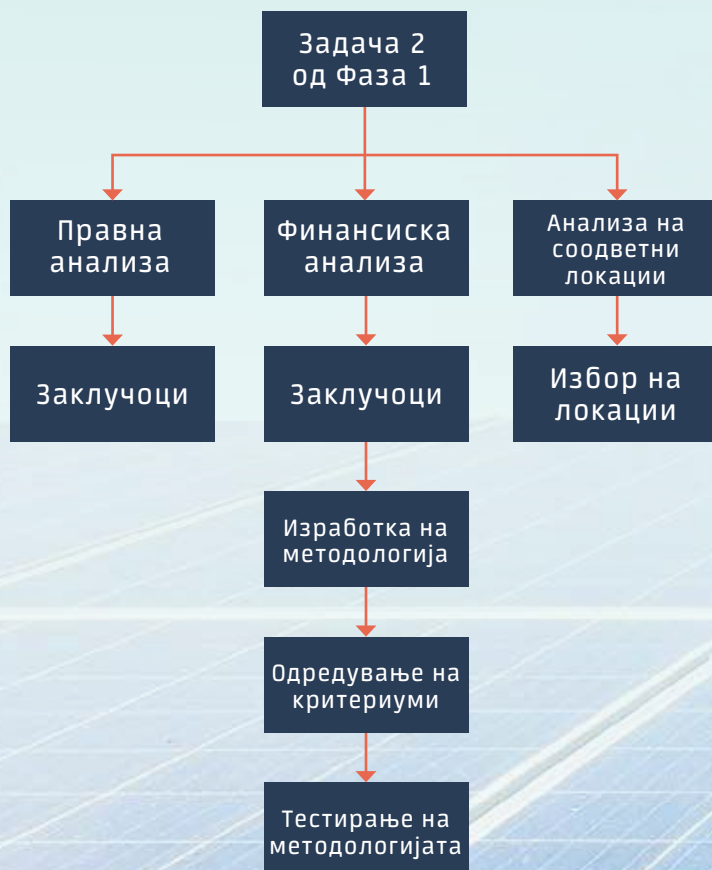 Задача 2
од Фаза 1
Правна
анализа
Финансиска
анализа
Анализа на
соодветни
локации
Заклучоци
Заклучоци
Избор на
локации
Изработка на
методологија
Одредување на
критериуми
Тестирање на
методологијата